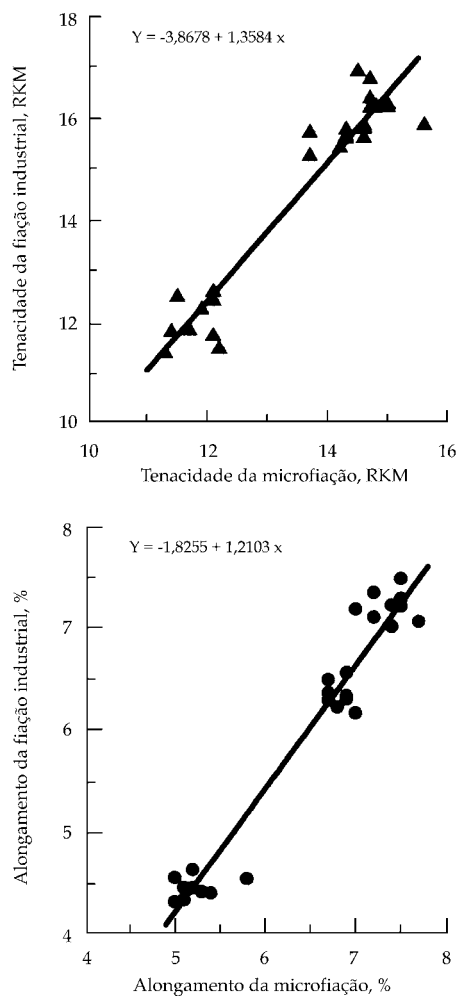 Y = -3,8678 + 1,3584 x
Tenacidade da fiação industrial, RKM
18
16
14
12
10
10 12 14 16
Tenacidade da microfiação, RKM
Y = -1,8255 + 1,2103 x
Alongamento da fiação industrial, %
8
7
6
5
4
4 5 6 7 8
Alongamento da microfiação, %